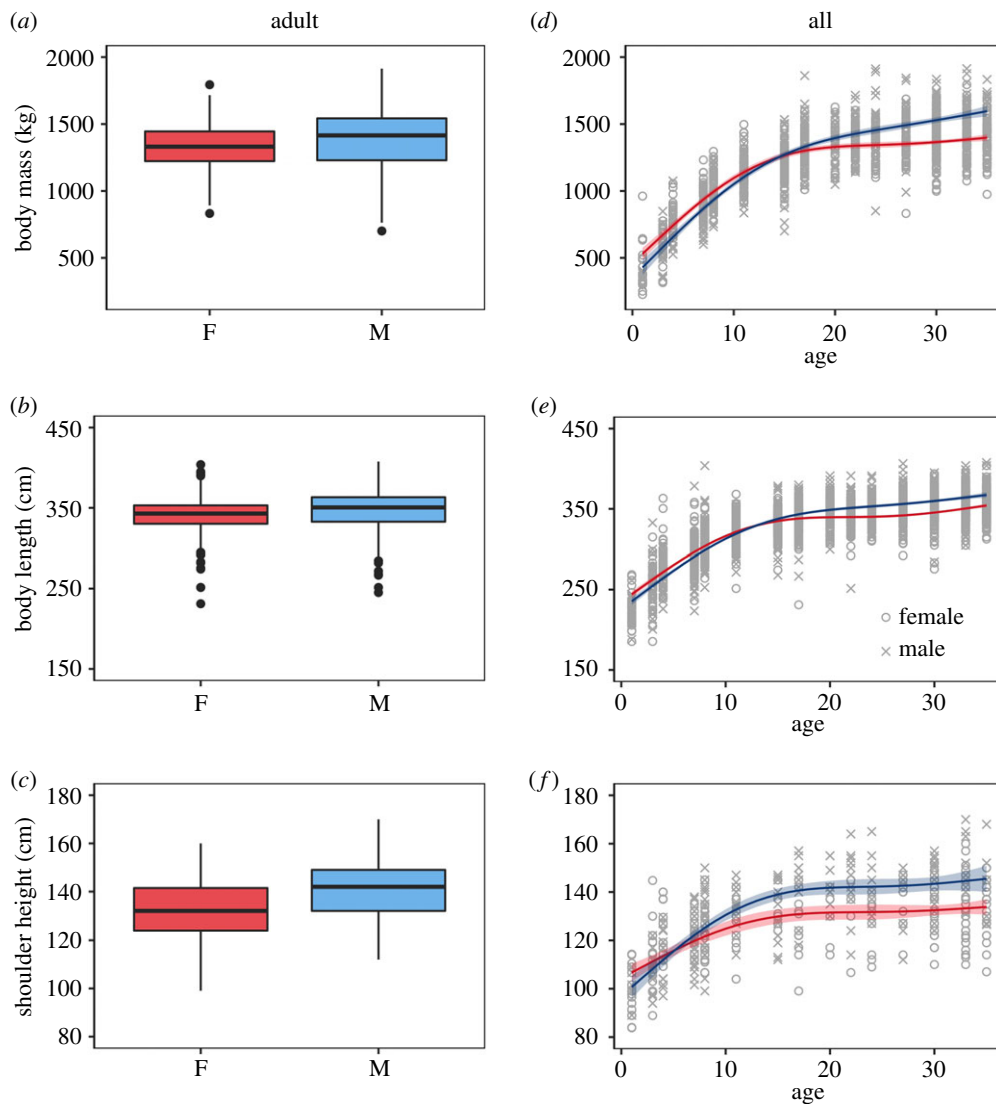 (a) adult
2000
1500
1000
500
body mass (kg)
F M
(d) all
2000
1500
1000
500
0 10 20 30
age
(b)
450
350
250
150
body length (cm)
F M
(e)
450
350
250
150
female
male
0 10 20 30
age
(c)
180
160
140
120
100
80
shoulder height (cm)
F M
(f)
180
160
140
120
100
80
0 10 20 30
age